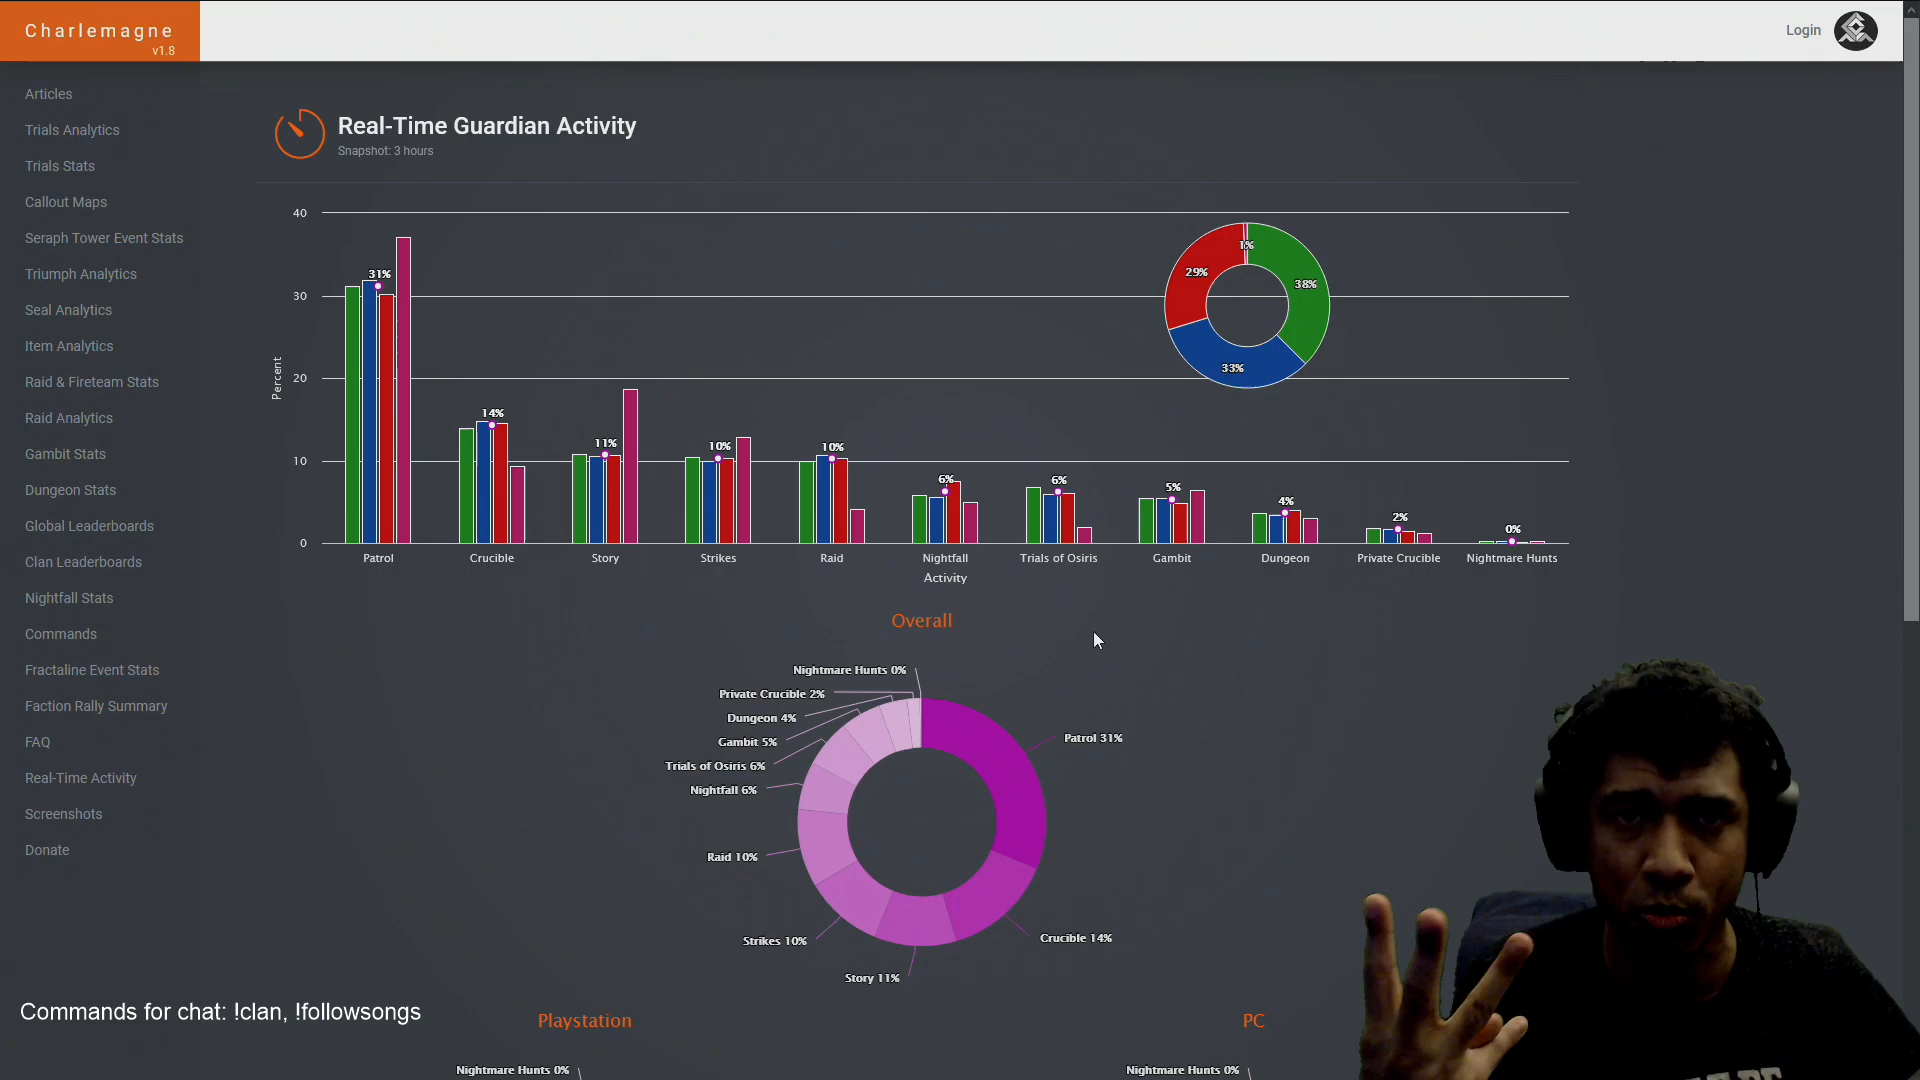 Charlemagne
v1.8
Login
Articles
Trials Analytics
Trials Stats
Callout Maps
Seraph Tower Event Stats
Triumph Analytics
Seal Analytics
Item Analytics
Raid & Fireteam Stats
Raid Analytics
Gambit Stats
Dungeon Stats
Global Leaderboards
Clan Leaderboards
Nightfall Stats
Commands
Fractaline Event Stats
Faction Rally Summary
FAQ
Real-Time Activity
Screenshots
Donate
Real-Time Guardian Activity
Snapshot: 3 hours
Percent
40
30
20
10
0
31%
14%
11%
10%
10%
6%
6%
5%
4%
2%
0%
1%
29%
38%
33%
Patrol
Crucible
Story
Strikes
Raid
Nightfall
Trials of Osiris
Gambit
Dungeon
Private Crucible
Nightmare Hunts
Activity
Overall
Nightmare Hunts 0%
Private Crucible 2%
Dungeon 4%
Gambit 5%
Trials of Osiris 6%
Nightfall 6%
Raid 10%
Strikes 10%
Story 11%
Patrol 31%
Crucible 14%
Commands for chat: !clan, !followsongs
Playstation
PC
Nightmare Hunts 0%
Nightmare Hunts 0%